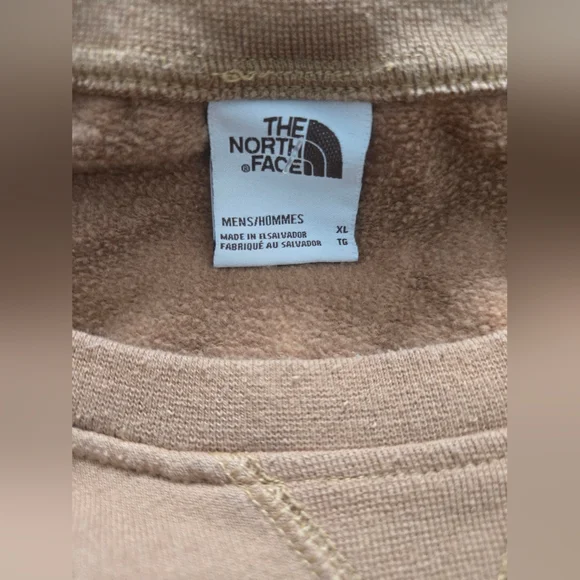 THE
NORTH
FACE
®
MENS/HOMMES XL
MADE IN ELSALVADOR TG
FABRIQUÉ AU SALVADOR